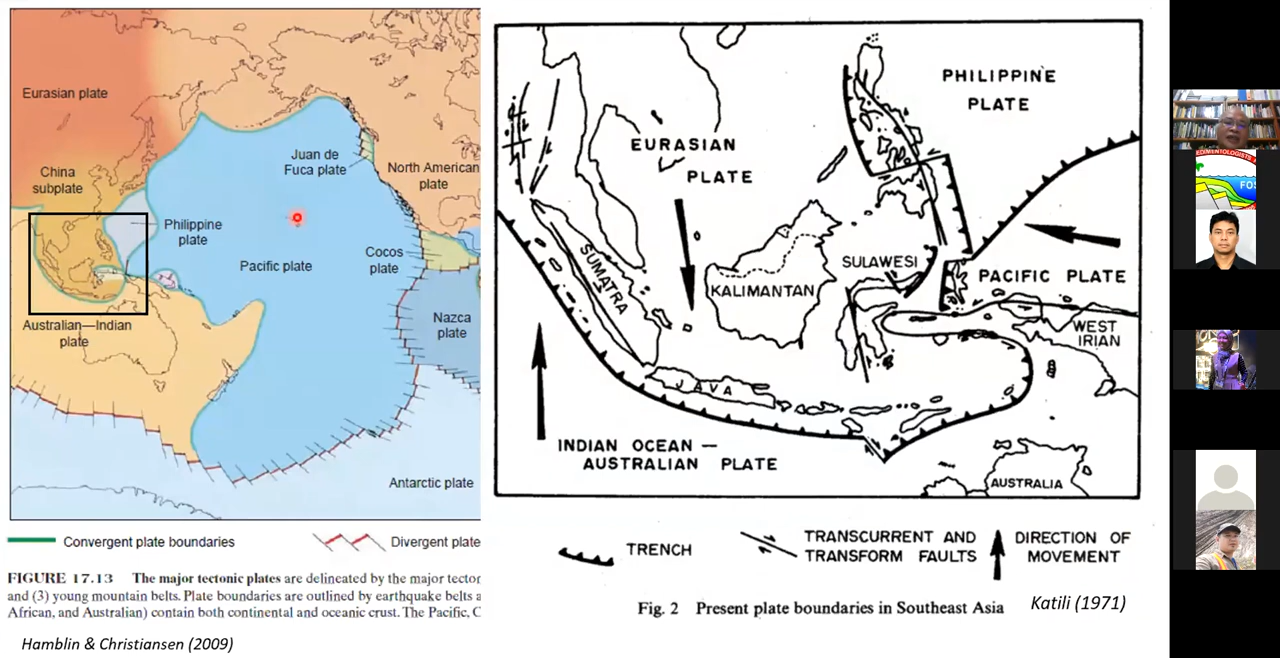 Eurasian plate
China
subplate
Juan de
Fuca plate
North American
plate
Philippine
plate
Pacific plate
Cocos
plate
Australian—Indian
plate
Nazca
plate
Antarctic plate
Convergent plate boundaries
Divergent plate
FIGURE 17.13 The major tectonic plates are delineated by the major tector
and (3) young mountain belts. Plate boundaries are outlined by earthquake belts a
African, and Australian) contain both continental and oceanic crust. The Pacific, C
Hamblin & Christiansen (2009)
PHILIPPINE
PLATE
EURASIAN
PLATE
SUMATRA
KALIMANTAN
SULAWESI
PACIFIC PLATE
WEST
IRIAN
JAVA
INDIAN OCEAN —
AUSTRALIAN PLATE
AUSTRALIA
TRENCH
TRANSCURRENT AND
TRANSFORM FAULTS
DIRECTION OF
MOVEMENT
Fig. 2 Present plate boundaries in Southeast Asia
Katili (1971)
EDIMENTOLOGISTS
FOS